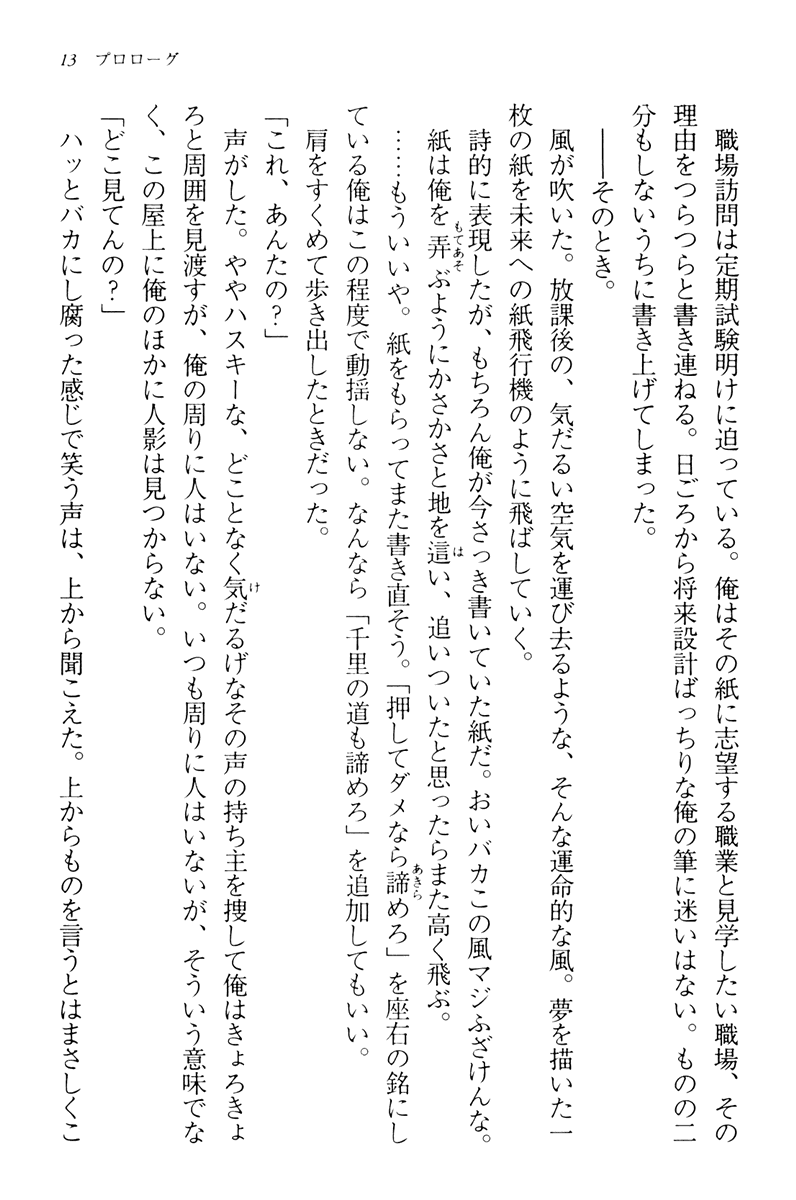 13 プロローグ
職場訪問は定期試験明けに迫っている。俺はその紙に志望する職業と見学したい職場、その
理由をつらつらと書き連ねる。日ごろから将来設計ばっちりな俺の筆に迷いはない。ものの二
分もしないうちに書き上げてしまった。
――そのとき。
風が吹いた。放課後の、気だるい空気を運び去るような、そんな運命的な風。夢を描いた一
枚の紙を未来への紙飛行機のように飛ばしていく。
詩的に表現したが、もちろん俺が今さっき書いていた紙だ。おいバカこの風マジふざけんな。
紙は俺を弄もてあそぶようにかさかさと地を這はい、追いついたと思ったらまた高く飛ぶ。
……もういいや。紙をもらってまた書き直そう。「押してダメなら諦あきらめろ」を座右の銘にし
ている俺はこの程度で動揺しない。なんなら「千里の道も諦めろ」を追加してもいい。
肩をすくめて歩き出したときだった。
「これ、あんたの？」
声がした。ややハスキーな、どことなく気けだるげなその声の持ち主を捜して俺はきょろきょ
ろと周囲を見渡すが、俺の周りに人はいない。いつも周りに人はいないが、そういう意味でな
く、この屋上に俺のほかに人影は見つからない。
「どこ見てんの？」
ハッとバカにし腐った感じで笑う声は、上から聞こえた。上からものを言うとはまさしくこ